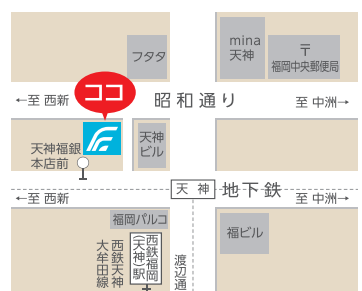 フタタ
mina
天神
〒
福岡中央郵便局
ココ
←至 西新
昭和通り
至 中洲→
天神福銀
本店前
天神
ビル
←至 西新
天神
地下鉄
至 中洲→
福岡パルコ
福ビル
西鉄天神
大牟田線
西鉄福岡
(天神)駅
渡辺通